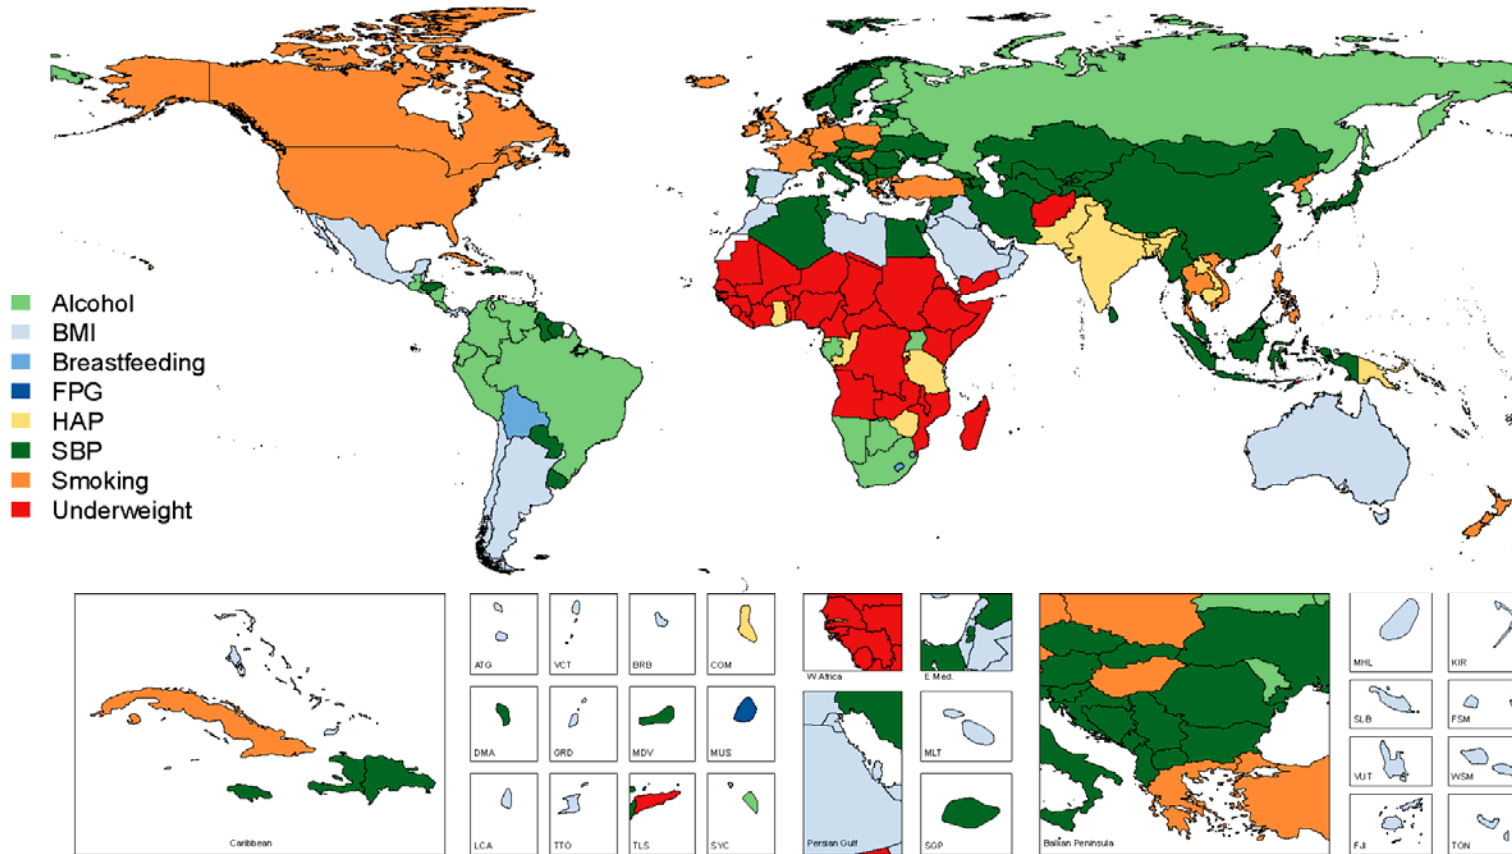 Alcohol
BMI
Breastfeeding
FPG
HAP
SBP
Smoking
Underweight
Caribbean
ATG
VCT
BRB
COM
DMA
GRD
MDV
MUS
LCA
TTO
TLS
SYC
W Africa
E Med.
Persian Gulf
MLT
SGP
Balkan Peninsula
MHL
KIR
SLB
FSM
VUT
WSM
FJI
TON